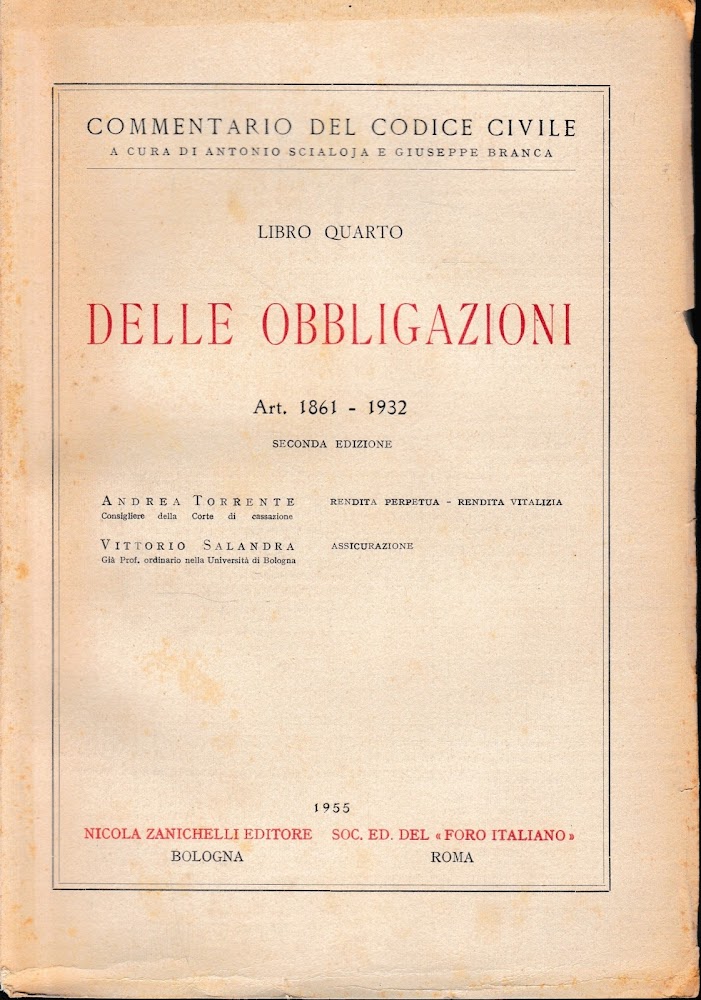 COMMENTARIO DEL CODICE CIVILE
A CURA DI ANTONIO SCIALOJA E GIUSEPPE BRANCA
LIBRO QUARTO
DELLE OBBLIGAZIONI
Art. 1861 - 1932
SECONDA EDIZIONE
ANDREA TORRENTE RENDITA PERPETUA - RENDITA VITALIZIA
Consigliere della Corte di cassazione
VITTORIO SALANDRA ASSICURAZIONE
Già Prof. ordinario nella Università di Bologna
1955
NICOLA ZANICHELLI EDITORE SOC. ED. DEL « FORO ITALIANO »
BOLOGNA ROMA